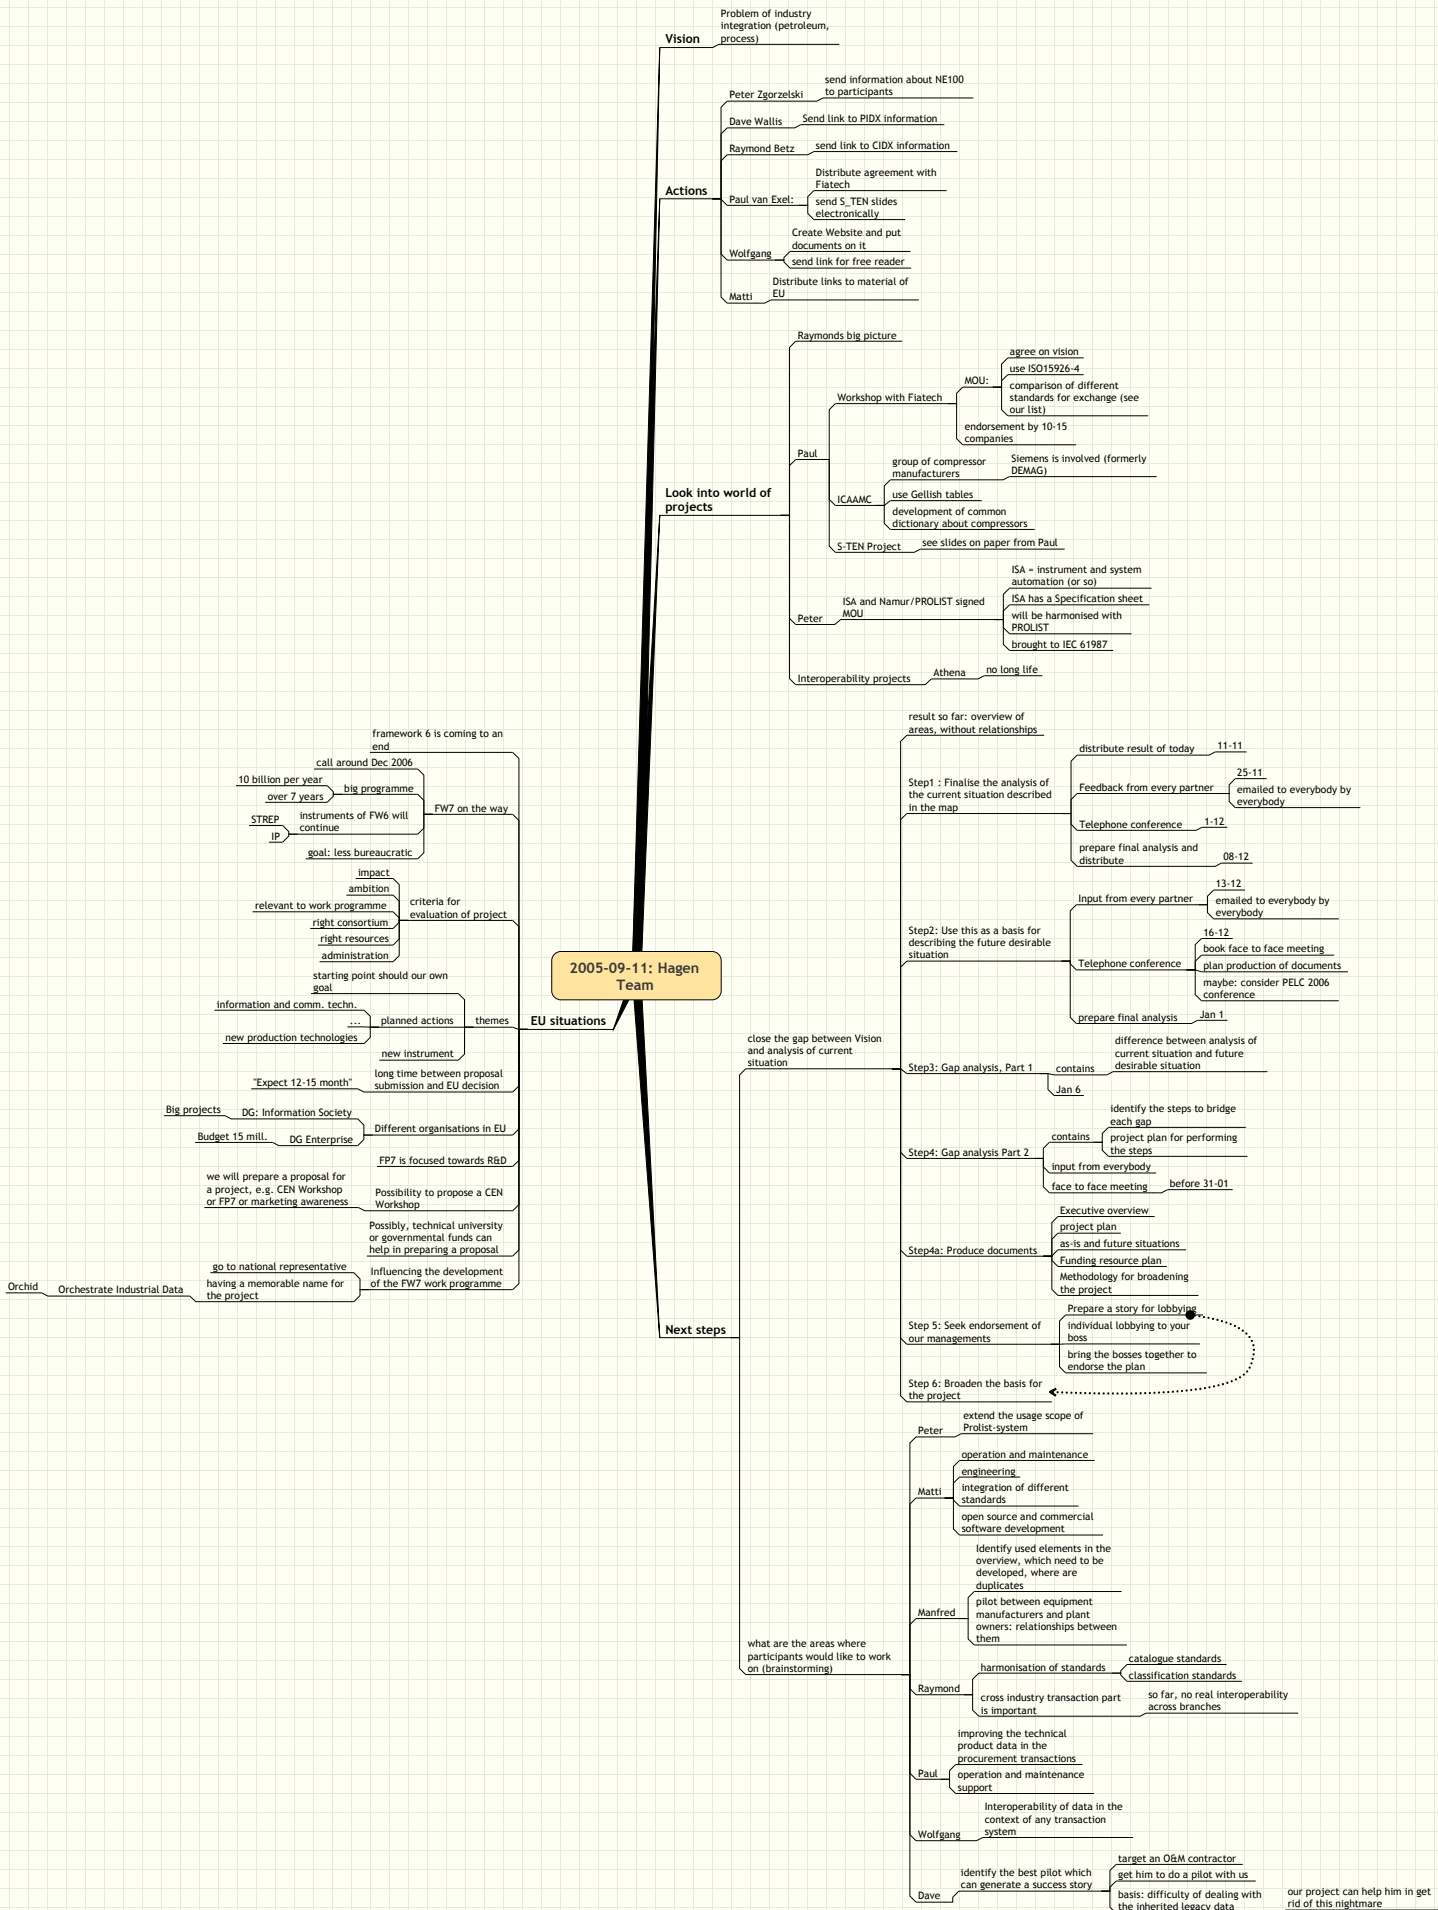 Problem of industry
integration (petroleum,
process)
Vision
send information about NE100
to participants
Peter Zgorzelski
Dave Wallis
Send link to PIDX information
Raymond Betz
send link to CIDX information
Actions
Distribute agreement with
Fiatech
Paul van Exel:
send S_TEN slides
electronically
Create Website and put
documents on it
Wolfgang
send link for free reader
Distribute links to material of
EU
Matti
Raymonds big picture
agree on vision
MOU:
use ISO15926-4
comparison of different
standards for exchange (see
our list)
Workshop with Fiatech
endorsement by 10-15
companies
Paul
group of compressor
manufacturers
Siemens is involved (formerly
DEMAG)
ICAAMC
use Gellish tables
development of common
dictionary about compressors
Look into world of
projects
S-TEN Project
see slides on paper from Paul
ISA = instrument and system
automation (or so)
ISA has a Specification sheet
ISA and Namur/PROLIST signed
MOU
Peter
will be harmonised with
PROLIST
brought to IEC 61987
Interoperability projects
Athena
no long life
framework 6 is coming to an
end
call around Dec 2006
10 billion per year
over 7 years
big programme
FW7 on the way
STREP
IP
instruments of FW6 will
continue
goal: less bureaucratic
impact
ambition
relevant to work programme
right consortium
right resources
administration
criteria for
evaluation of project
starting point should our own
goal
information and comm. techn.
...
new production technologies
planned actions
themes
new instrument
2005-09-11: Hagen
Team
EU situations
long time between proposal
submission and EU decision
"Expect 12-15 month"
Big projects
DG: Information Society
Budget 15 mill.
DG Enterprise
Different organisations in EU
FP7 is focused towards R&D
we will prepare a proposal for
a project, e.g. CEN Workshop
or FP7 or marketing awareness
Possibility to propose a CEN
Workshop
Possibly, technical university
or governmental funds can
help in preparing a proposal
go to national representative
Influencing the development
of the FW7 work programme
Orchid
Orchestrate Industrial Data
having a memorable name for
the project
result so far: overview of
areas, without relationships
Step1 : Finalise the analysis of
the current situation described
in the map
distribute result of today
11-11
Feedback from every partner
25-11
emailed to everybody by
everybody
Telephone conference
1-12
prepare final analysis and
distribute
08-12
Step2: Use this as a basis for
describing the future desirable
situation
Input from every partner
13-12
emailed to everybody by
everybody
Telephone conference
16-12
book face to face meeting
plan production of documents
maybe: consider PELC 2006
conference
prepare final analysis
Jan 1
close the gap between Vision
and analysis of current
situation
Step3: Gap analysis, Part 1
contains
difference between analysis of
current situation and future
desirable situation
Jan 6
Step4: Gap analysis Part 2
contains
identify the steps to bridge
each gap
project plan for performing
the steps
input from everybody
face to face meeting
before 31-01
Step4a: Produce documents
Executive overview
project plan
as-is and future situations
Funding resource plan
Methodology for broadening
the project
Next steps
Step 5: Seek endorsement of
our managements
Prepare a story for lobbying
individual lobbying to your
boss
bring the bosses together to
endorse the plan
Step 6: Broaden the basis for
the project
Peter
extend the usage scope of
Prolist-system
Matti
operation and maintenance
engineering
integration of different
standards
open source and commercial
software development
Manfred
Identify used elements in the
overview, which need to be
developed, where are
duplicates
pilot between equipment
manufacturers and plant
owners: relationships between
them
what are the areas where
participants would like to work
on (brainstorming)
Raymond
harmonisation of standards
catalogue standards
classification standards
cross industry transaction part
is important
so far, no real interoperability
across branches
Paul
improving the technical
product data in the
procurement transactions
operation and maintenance
support
Wolfgang
Interoperability of data in the
context of any transaction
system
Dave
identify the best pilot which
can generate a success story
target an O&M contractor
get him to do a pilot with us
basis: difficulty of dealing with
the inherited legacy data
our project can help him in get
rid of this nightmare